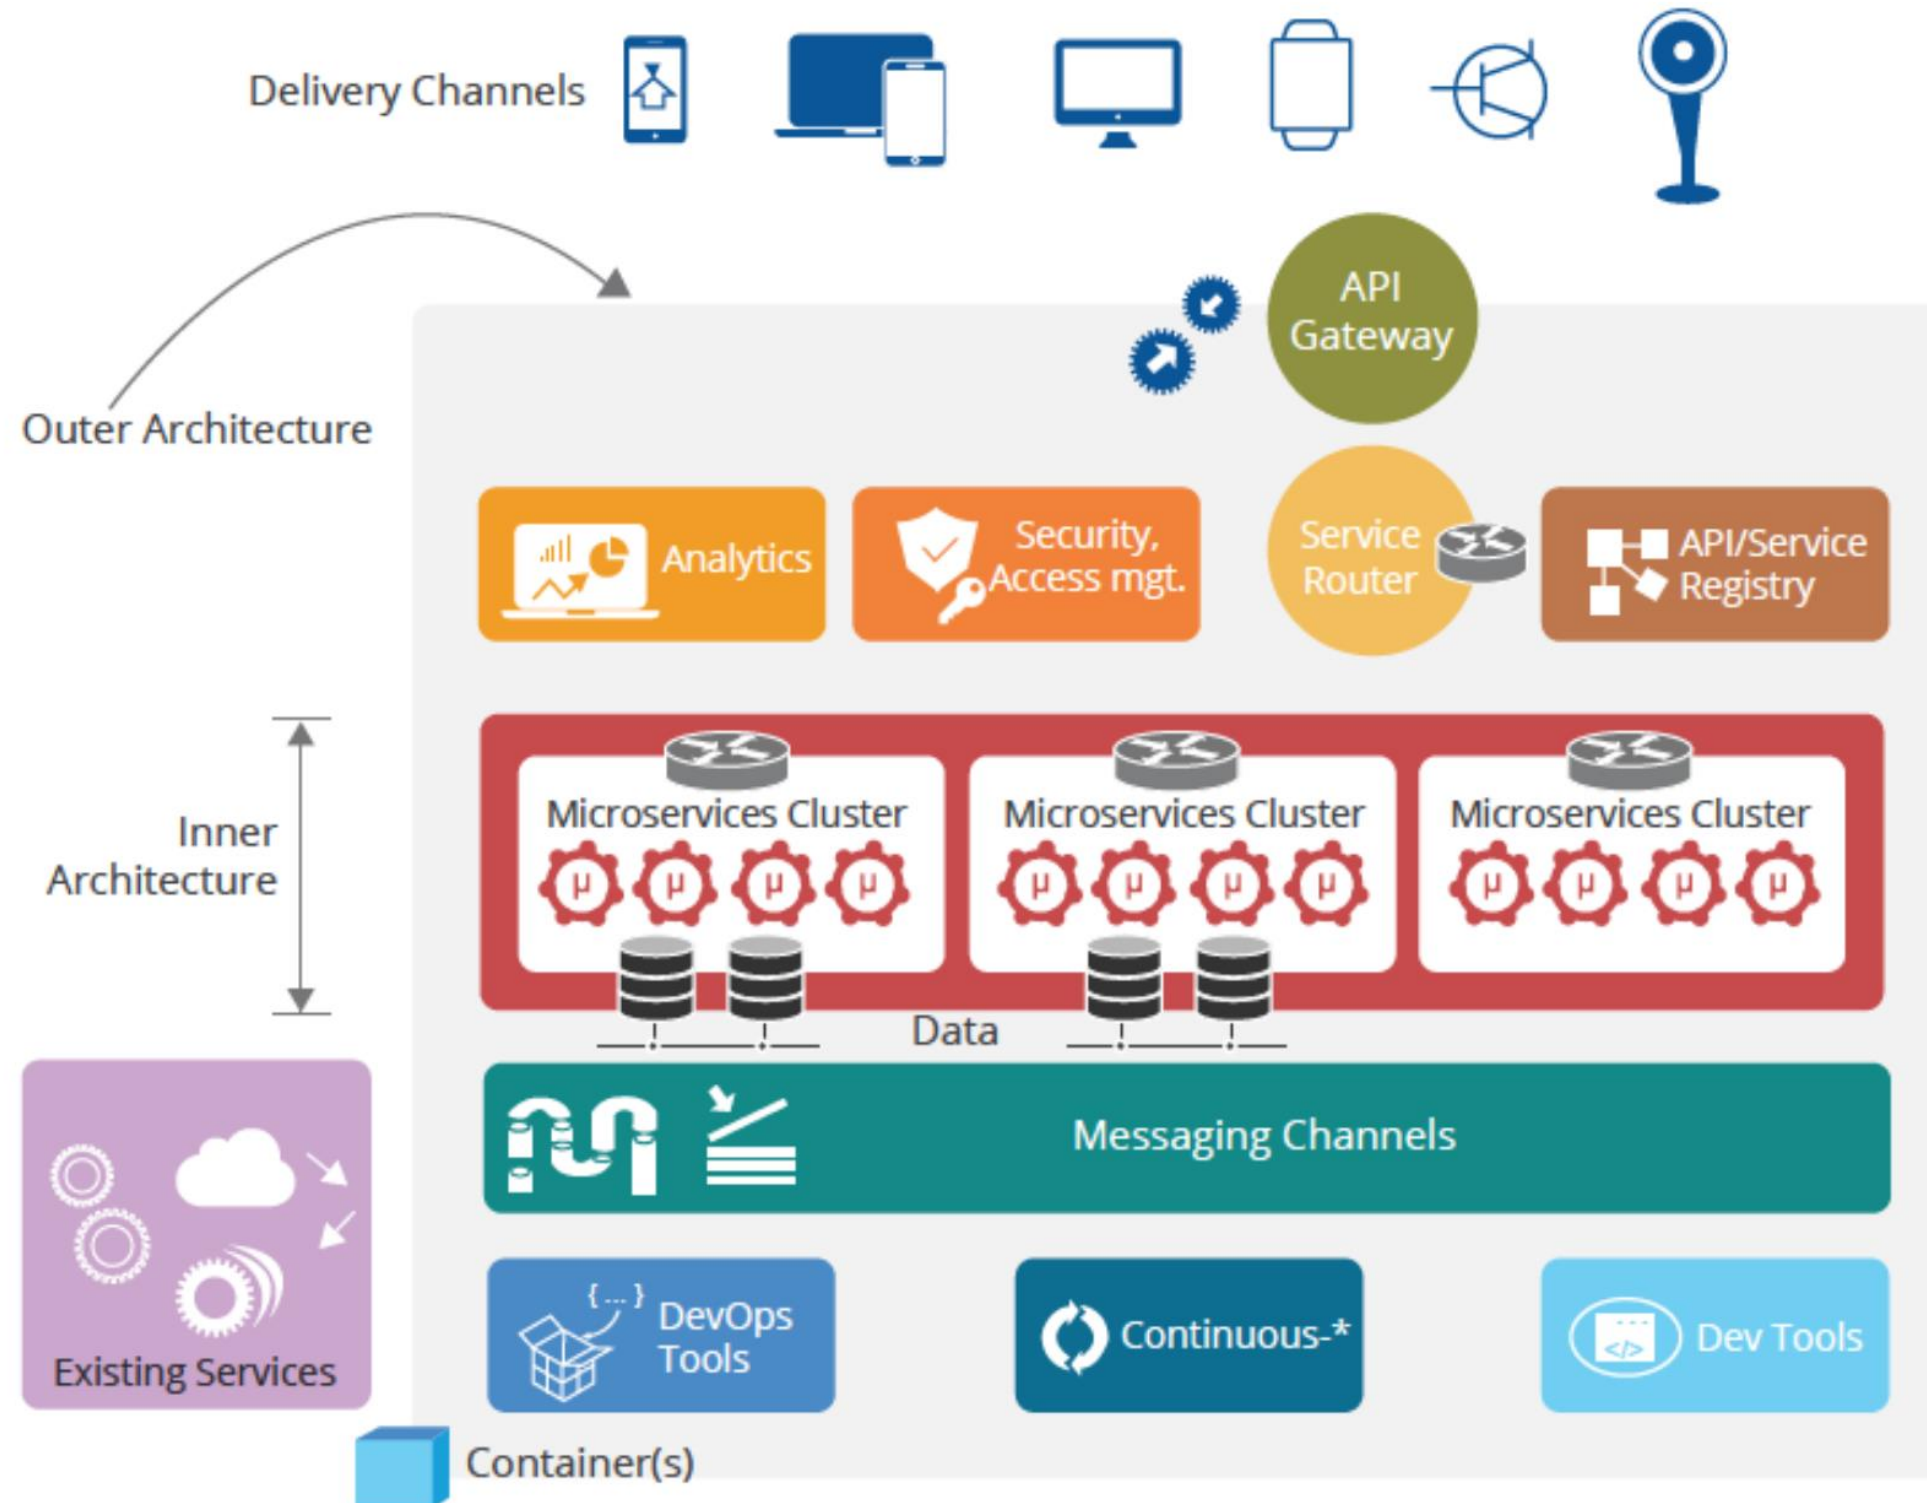 Delivery Channels
API
Gateway
Outer Architecture
Analytics
Security,
Access mgt.
Service
Router
API/Service
Registry
Inner
Architecture
Microservices Cluster
μ μ μ μ
Microservices Cluster
μ μ μ μ
Microservices Cluster
μ μ μ μ
Data
Messaging Channels
Existing Services
{ ... }
DevOps
Tools
Continuous-*
</>
Dev Tools
Container(s)